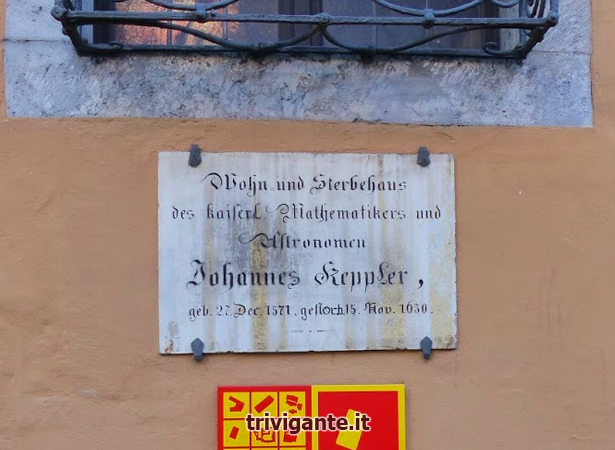 Wohn und Sterbehaus
des kaiserl. Mathematikers und
Astronomen
Johannes Keppler,
geb. 27. Dec. 1571, gestorb. 15. Nov. 1630.
trivigante.it